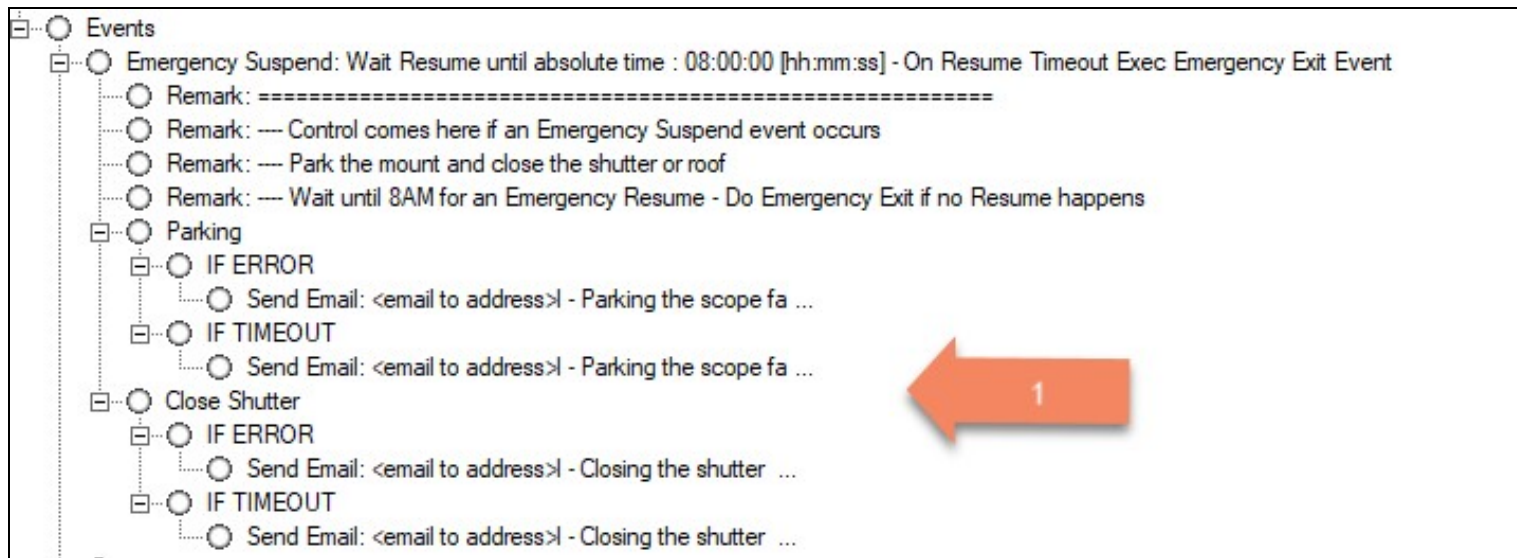 Events
Emergency Suspend: Wait Resume until absolute time : 08:00:00 [hh:mm:ss] - On Resume Timeout Exec Emergency Exit Event
Remark: ==========================================================
Remark: ---- Control comes here if an Emergency Suspend event occurs
Remark: ---- Park the mount and close the shutter or roof
Remark: ---- Wait until 8AM for an Emergency Resume - Do Emergency Exit if no Resume happens
Parking
IF ERROR
Send Email: <email to address>l - Parking the scope fa ...
IF TIMEOUT
Send Email: <email to address>l - Parking the scope fa ...
1
Close Shutter
IF ERROR
Send Email: <email to address>l - Closing the shutter ...
IF TIMEOUT
Send Email: <email to address>l - Closing the shutter ...